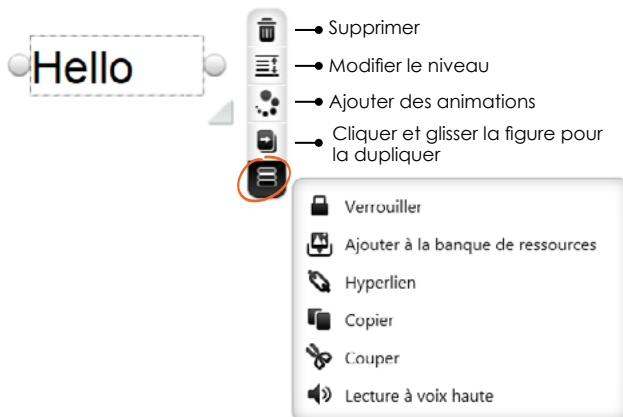 Hello
Supprimer
Modifier le niveau
Ajouter des animations
Cliquer et glisser la figure pour
la dupliquer
Verrouiller
Ajouter à la banque de ressources
Hyperlien
Copier
Couper
Lecture à voix haute